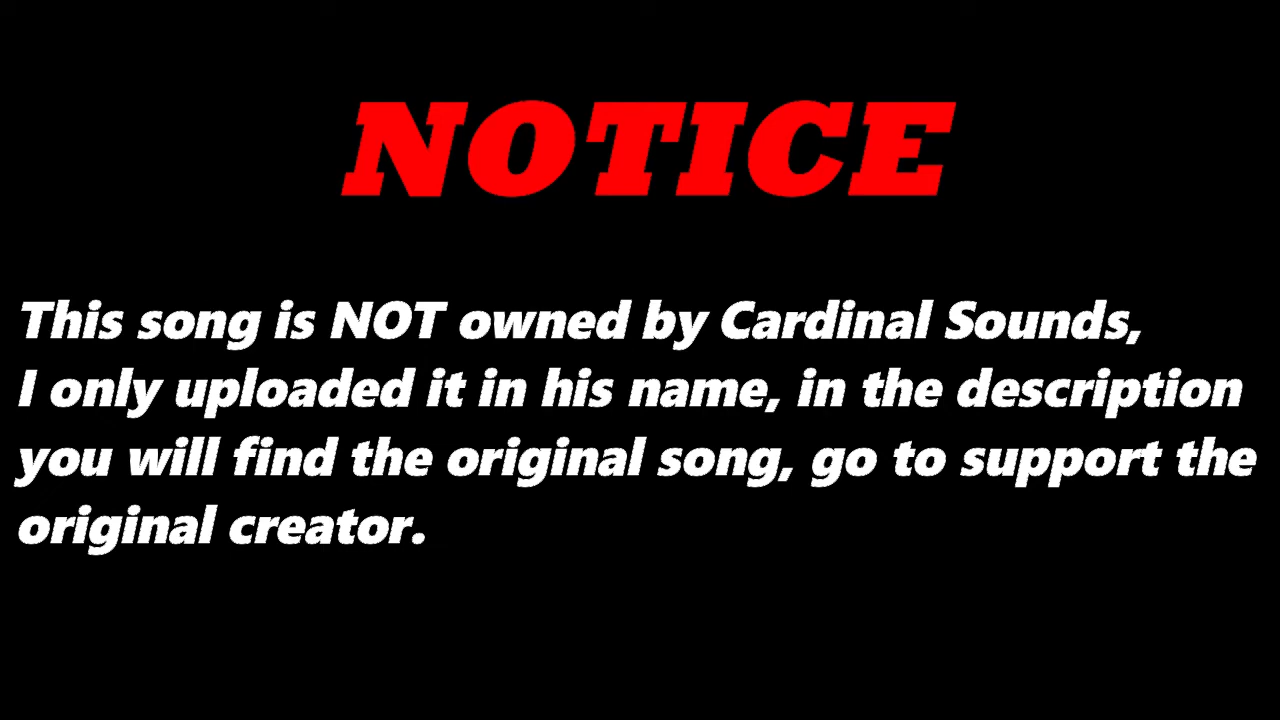 NOTICE
This song is NOT owned by Cardinal Sounds,
I only uploaded it in his name, in the description
you will find the original song, go to support the
original creator.